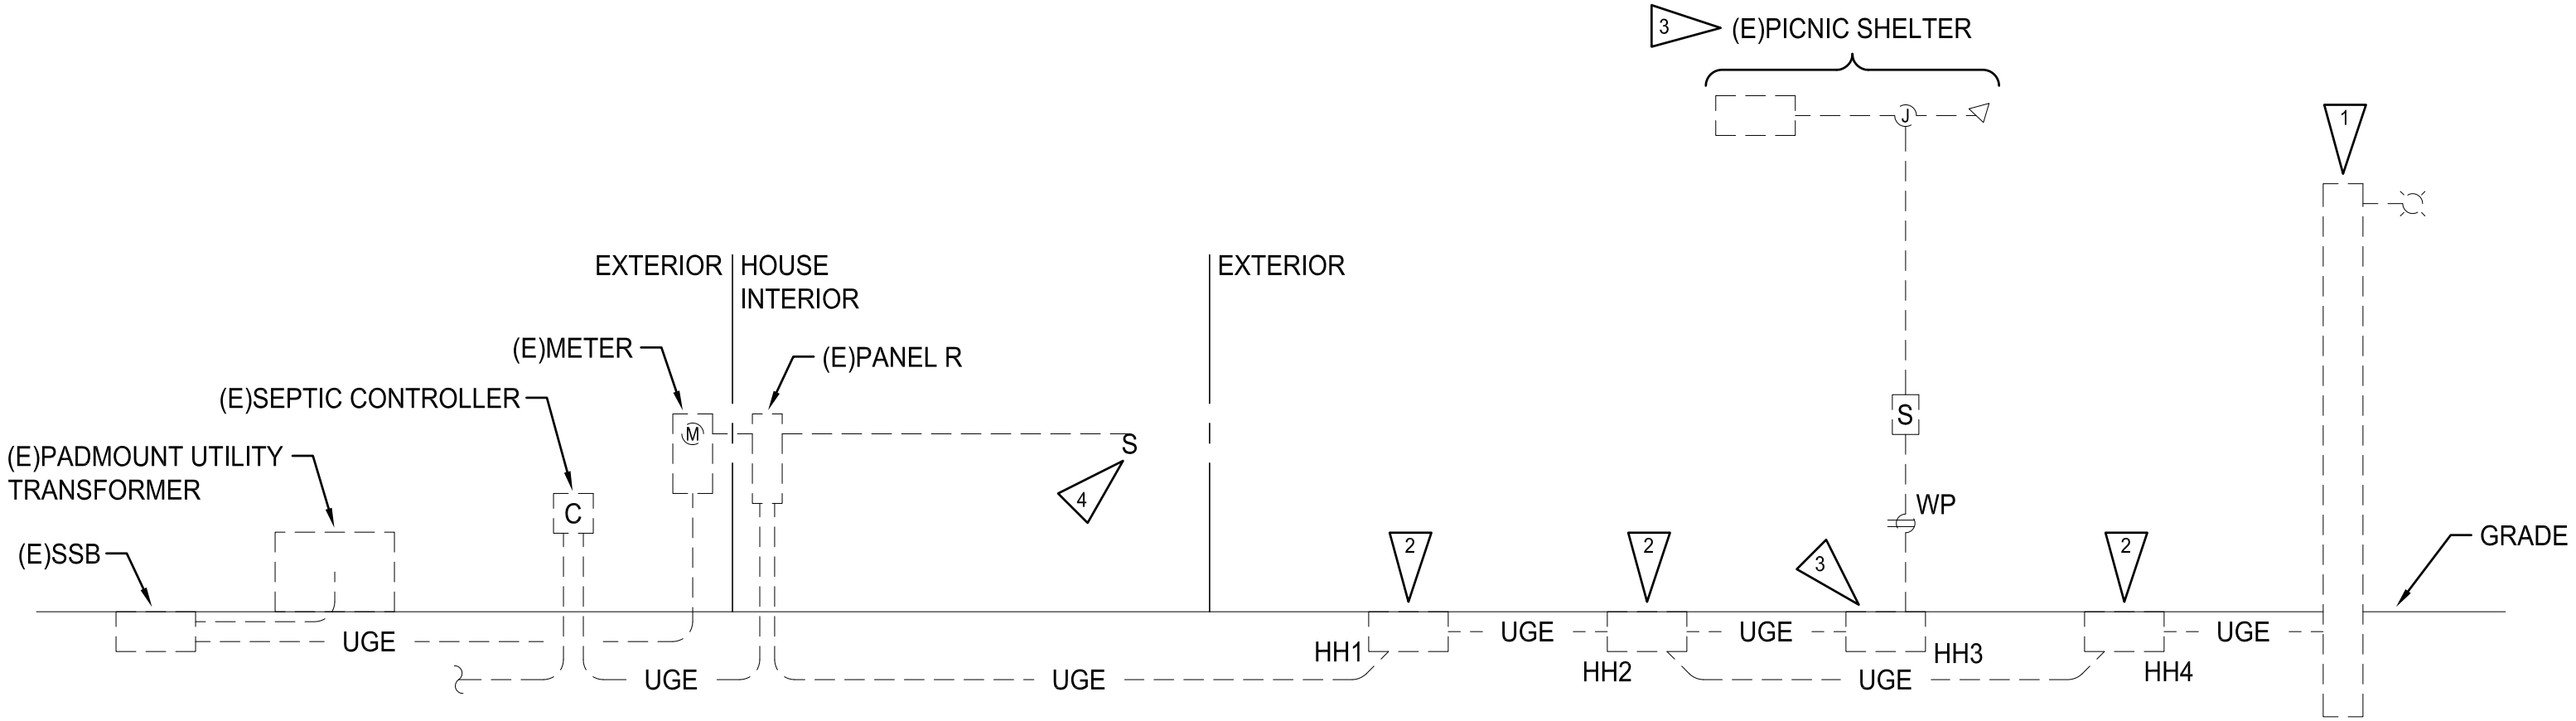 3
(E)PICNIC SHELTER
J
1
EXTERIOR
HOUSE
INTERIOR
EXTERIOR
(E)METER
(E)PANEL R
(E)SEPTIC CONTROLLER
M
S
S
(E)PADMOUNT UTILITY
TRANSFORMER
4
C
WP
(E)SSB
2
2
3
2
GRADE
UGE
UGE
UGE
UGE
HH1
HH2
HH3
HH4
UGE
UGE
UGE